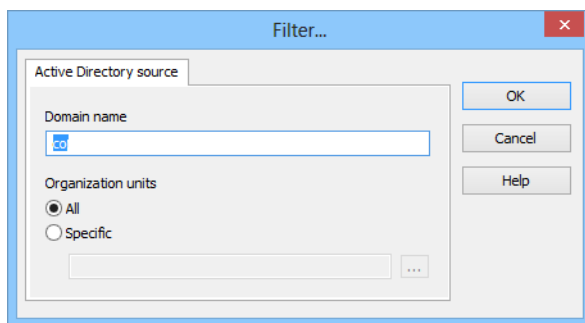 Filter...
Active Directory source
OK
Domain name
co
Cancel
Organization units
Help
All
Specific
...